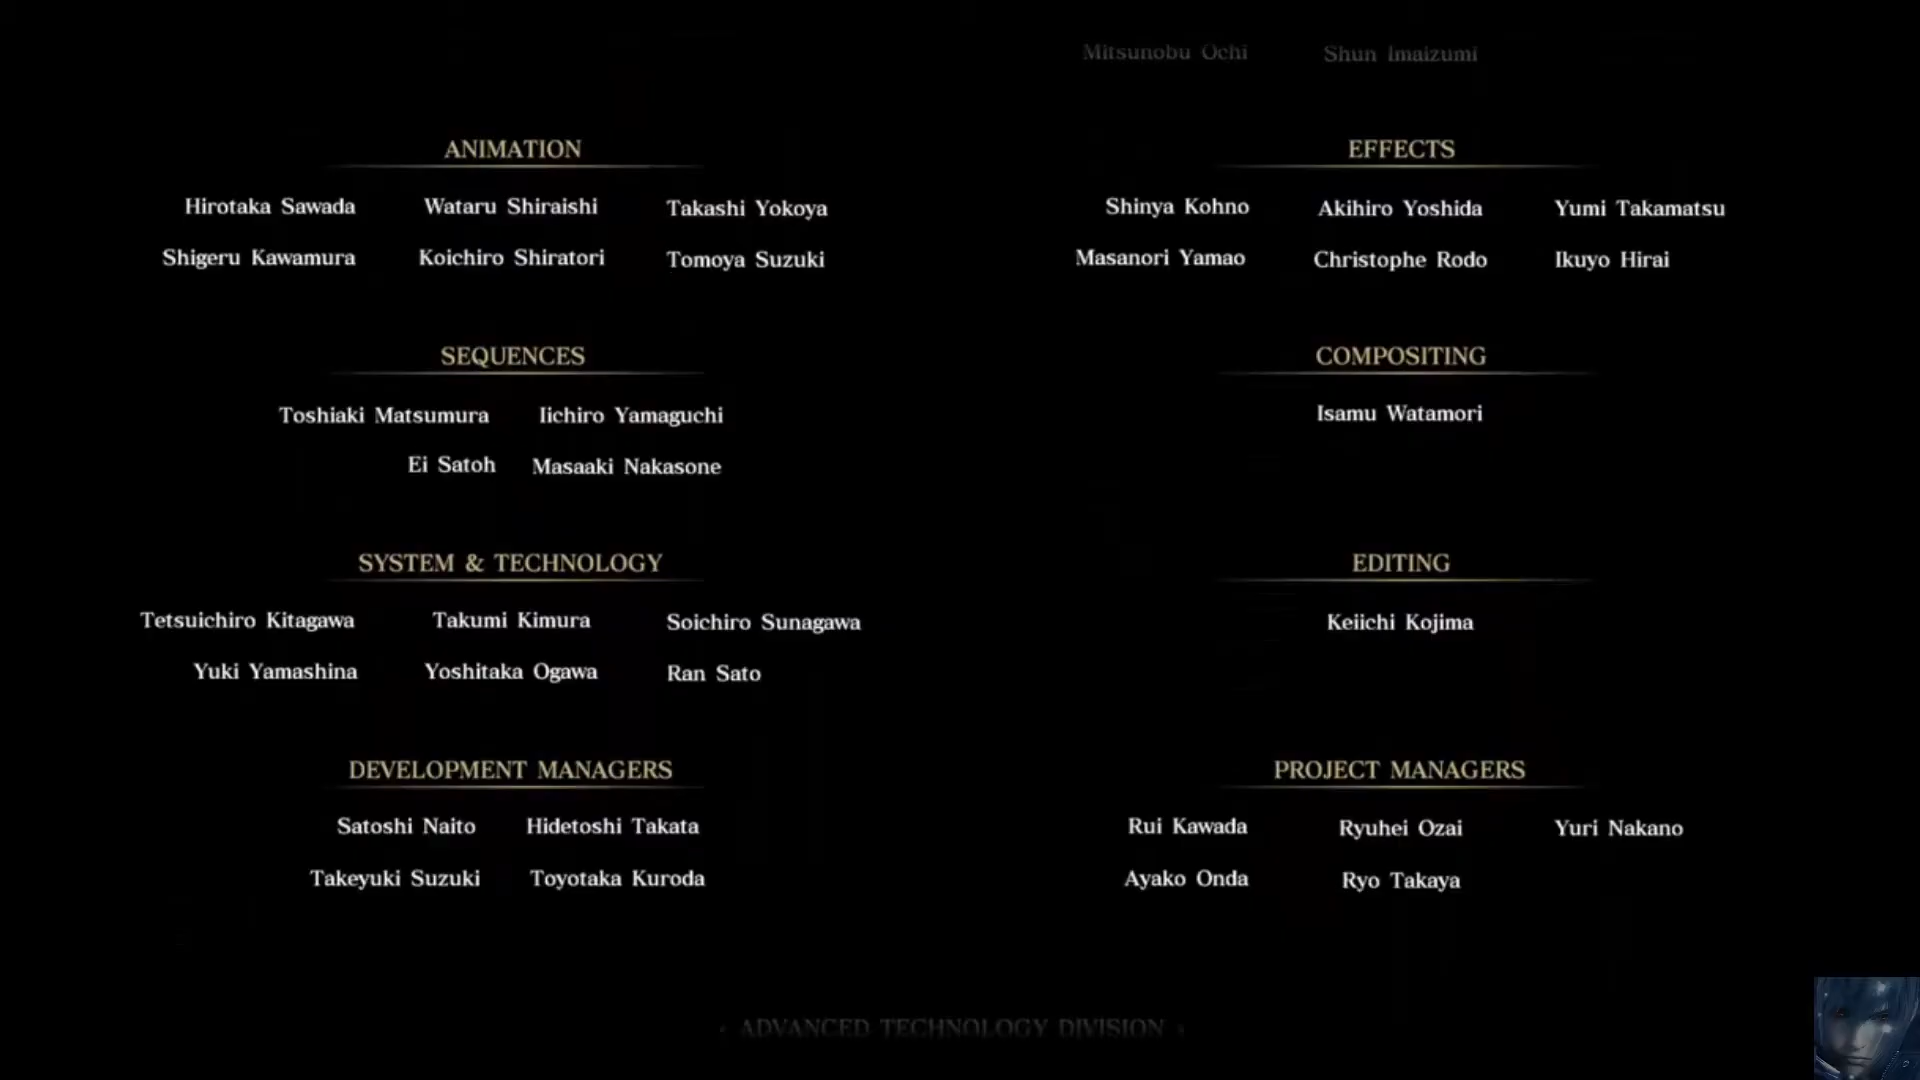 Mitsunobu Ochi Shun Imaizumi
ANIMATION
Hirotaka Sawada Wataru Shiraishi Takashi Yokoya
Shigeru Kawamura Koichiro Shiratori Tomoya Suzuki
EFFECTS
Shinya Kohno Akihiro Yoshida Yumi Takamatsu
Masanori Yamao Christophe Rodo Ikuyo Hirai
SEQUENCES
Toshiaki Matsumura Iichiro Yamaguchi
Ei Satoh Masaaki Nakasone
COMPOSITING
Isamu Watamori
SYSTEM & TECHNOLOGY
Tetsuichiro Kitagawa Takumi Kimura Soichiro Sunagawa
Yuki Yamashina Yoshitaka Ogawa Ran Sato
EDITING
Keiichi Kojima
DEVELOPMENT MANAGERS
Satoshi Naito Hidetoshi Takata
Takeyuki Suzuki Toyotaka Kuroda
PROJECT MANAGERS
Rui Kawada Ryuhei Ozai Yuri Nakano
Ayako Onda Ryo Takaya
ADVANCED TECHNOLOGY DIVISION